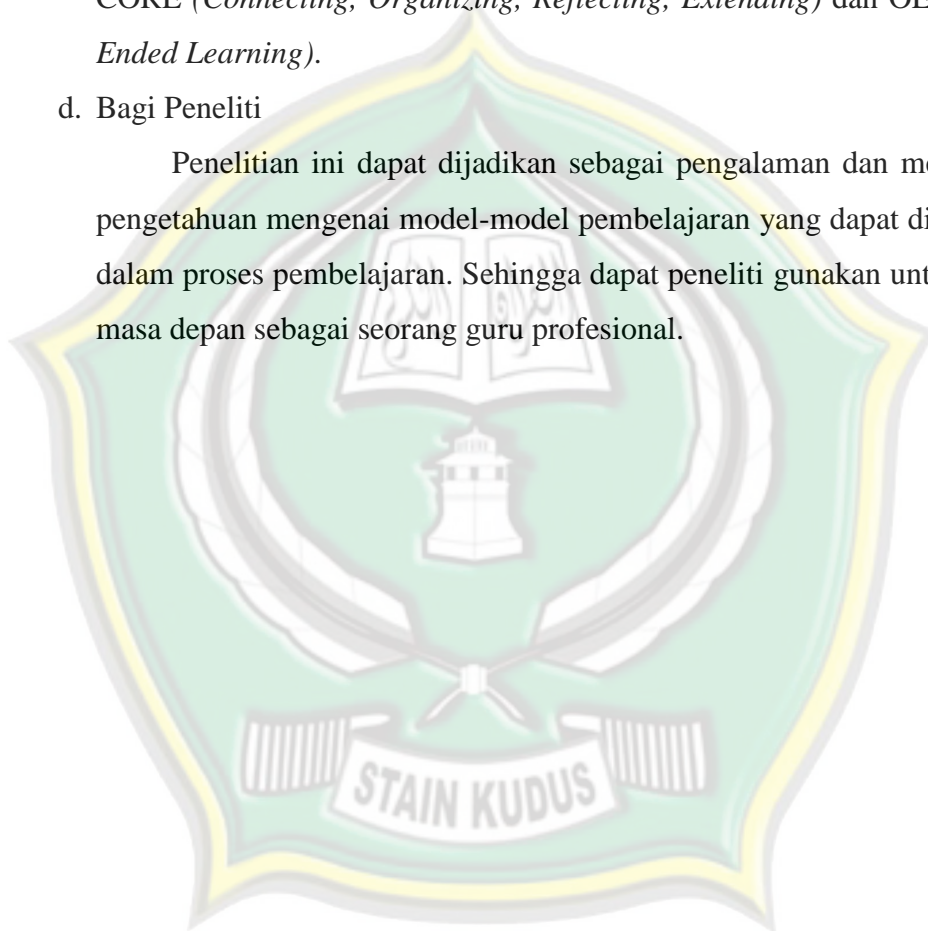 CORE (Connecting, Organizing, Reflecting, Extending) dan OE
Ended Learning).
d. Bagi Peneliti
Penelitian ini dapat dijadikan sebagai pengalaman dan me
pengetahuan mengenai model-model pembelajaran yang dapat di
dalam proses pembelajaran. Sehingga dapat peneliti gunakan unt
masa depan sebagai seorang guru profesional.
STAIN KUDUS